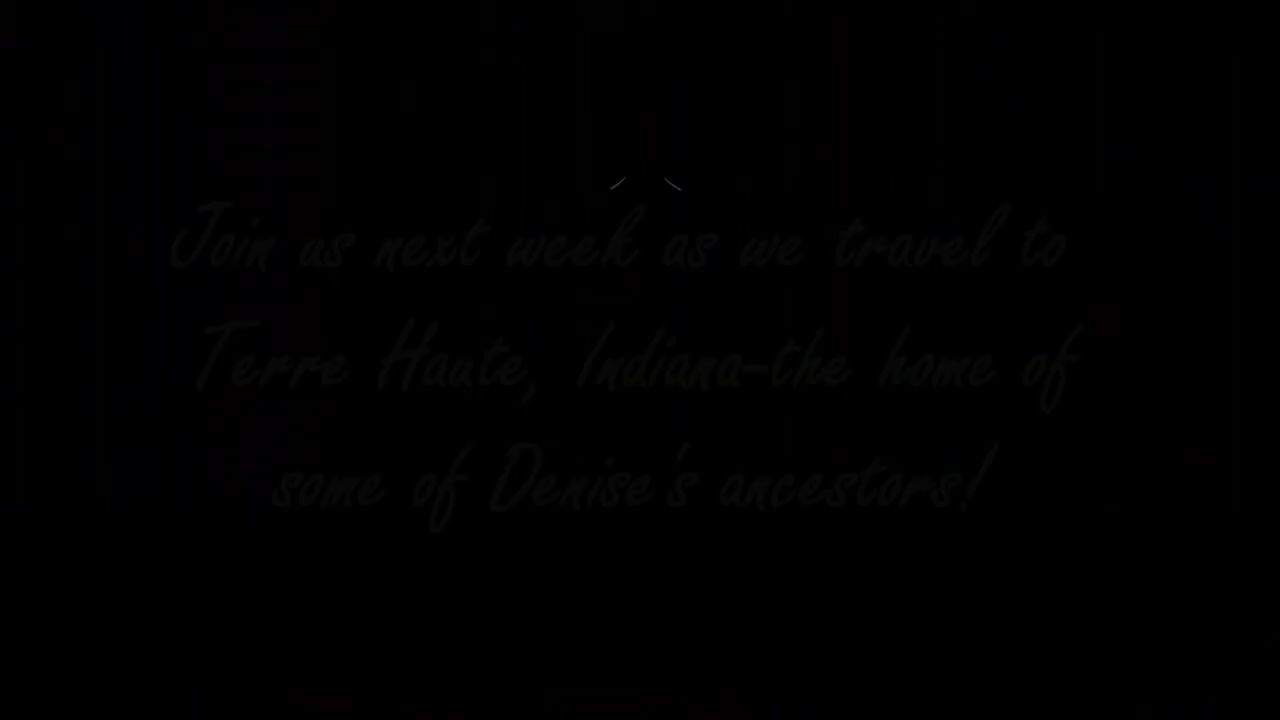 Join us next week as we travel to
Terre Haute, Indiana-the home of
some of Denise's ancestors!